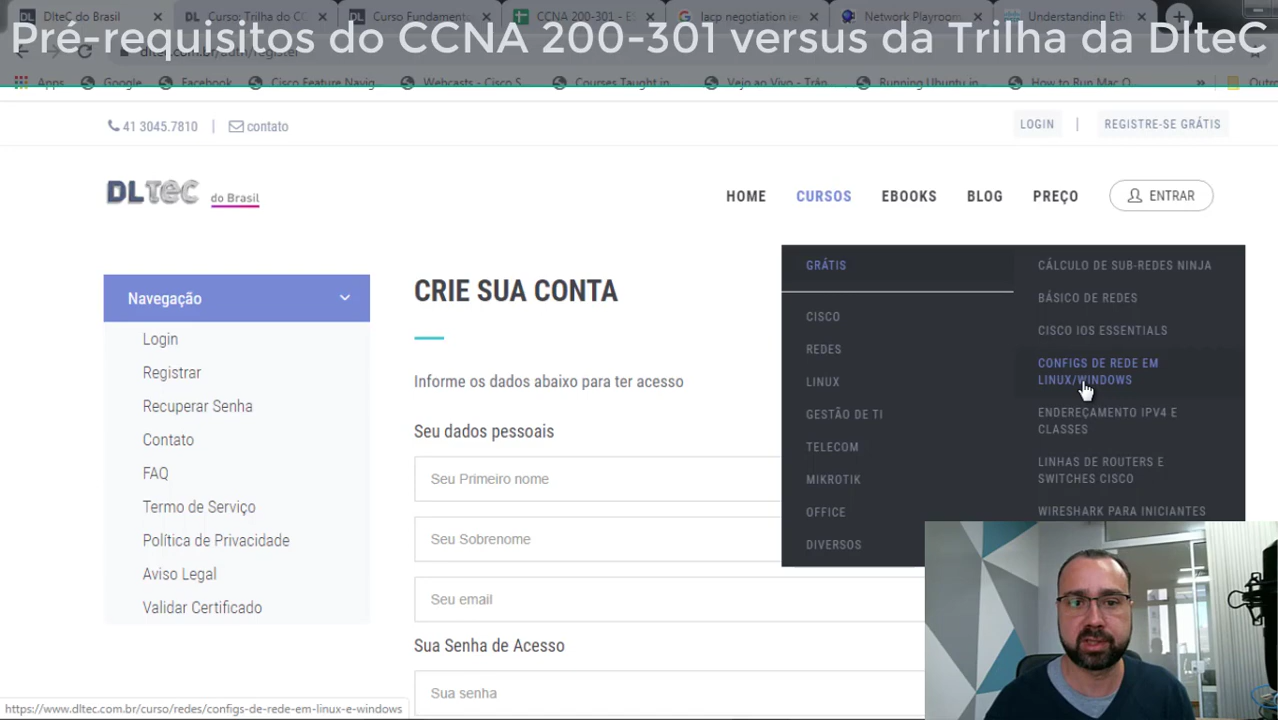 DlteC do Brasil
Curso: Trilha do CC
Curso Fundament
CCNA 200-301 - E
lacp negotiation
Network Playroom
Understanding Eth
Pré-requisitos do CCNA 200-301 versus da Trilha da DlteC
Apps
Google
Facebook
Cisco Feature Navig
Webcasts - Cisco S
Courses Taught in
Vejo ao Vivo - Trân
Running Ubuntu in
How to Run Mac O
»
41 3045.7810 | contato
LOGIN | REGISTRE-SE GRÁTIS
DLTEC do Brasil
HOME CURSOS EBOOKS BLOG PREÇO ENTRAR
Navegação
Login
Registrar
Recuperar Senha
Contato
FAQ
Termo de Serviço
Política de Privacidade
Aviso Legal
Validar Certificado
CRIE SUA CONTA
Informe os dados abaixo para ter acesso
Seu dados pessoais
Seu Primeiro nome
Seu Sobrenome
Seu email
Sua Senha de Acesso
Sua senha
GRÁTIS
CISCO
REDES
LINUX
GESTÃO DE TI
TELECOM
MIKROTIK
OFFICE
DIVERSOS
CÁLCULO DE SUB-REDES NINJA
BÁSICO DE REDES
CISCO IOS ESSENTIALS
CONFIGS DE REDE EM
LINUX/WINDOWS
ENDEREÇAMENTO IPV4 E
CLASSES
LINHAS DE ROUTERS E
SWITCHES CISCO
WIRESHARK PARA INICIANTES
https://www.dltec.com.br/curso/redes/configs-de-rede-em-linux-e-windows